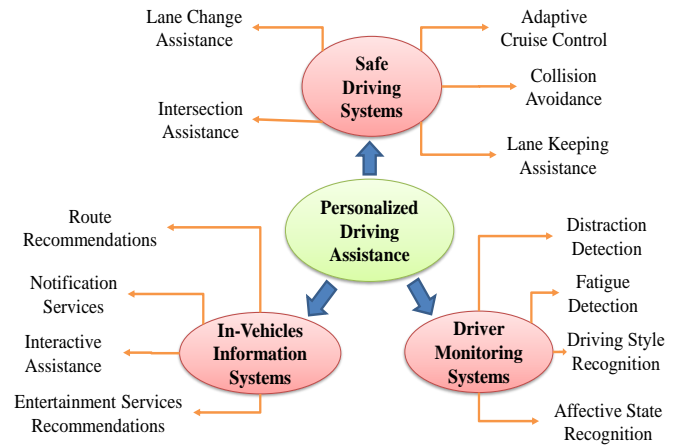 Lane Change
Assistance
Adaptive
Cruise Control
Safe
Driving
Systems
Collision
Avoidance
Intersection
Assistance
Lane Keeping
Assistance
Personalized
Driving
Assistance
Route
Recommendations
Distraction
Detection
Notification
Services
Fatigue
Detection
In-Vehicles
Information
Systems
Driver
Monitoring
Systems
Interactive
Assistance
Driving Style
Recognition
Entertainment Services
Recommendations
Affective State
Recognition